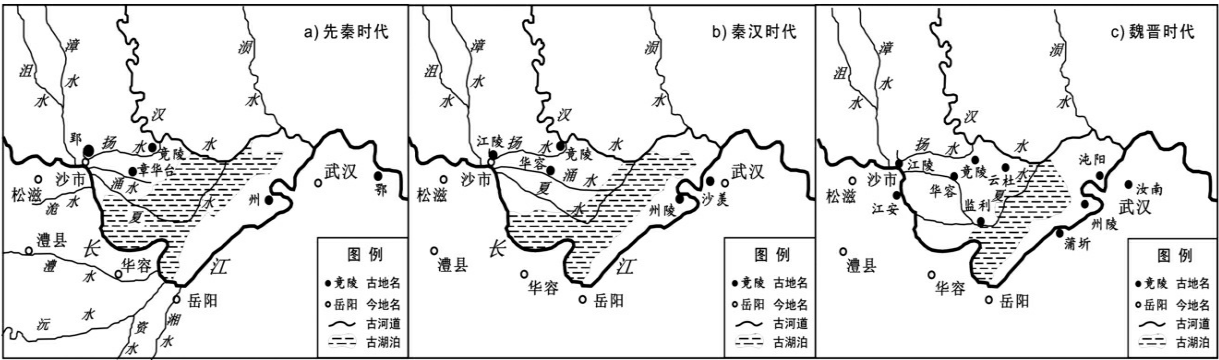 a) 先秦时代
漳水
沮水
涢水
汉水
郢
扬水
竟陵
章华台
沙市
涌水
夏水
松滋
澹水
州
武汉
鄂
澧县
长江
澧水
华容
岳阳
沅水
资水
湘水
图例
竟陵 古地名
岳阳 今地名
古河道
古湖泊
b) 秦汉时代
漳水
沮水
涢水
汉水
江陵
扬水
竟陵
华容
沙市
涌水
夏水
松滋
武汉
沙羡
州陵
澧县
长江
华容
岳阳
图例
竟陵 古地名
岳阳 今地名
古河道
古湖泊
c) 魏晋时代
漳水
沮水
涢水
汉水
扬水
江陵
竟陵
云杜
沌阳
沙市
华容
夏水
汝南
松滋
江安
监利
州陵
武汉
蒲圻
澧县
华容
岳阳
图例
竟陵 古地名
岳阳 今地名
古河道
古湖泊